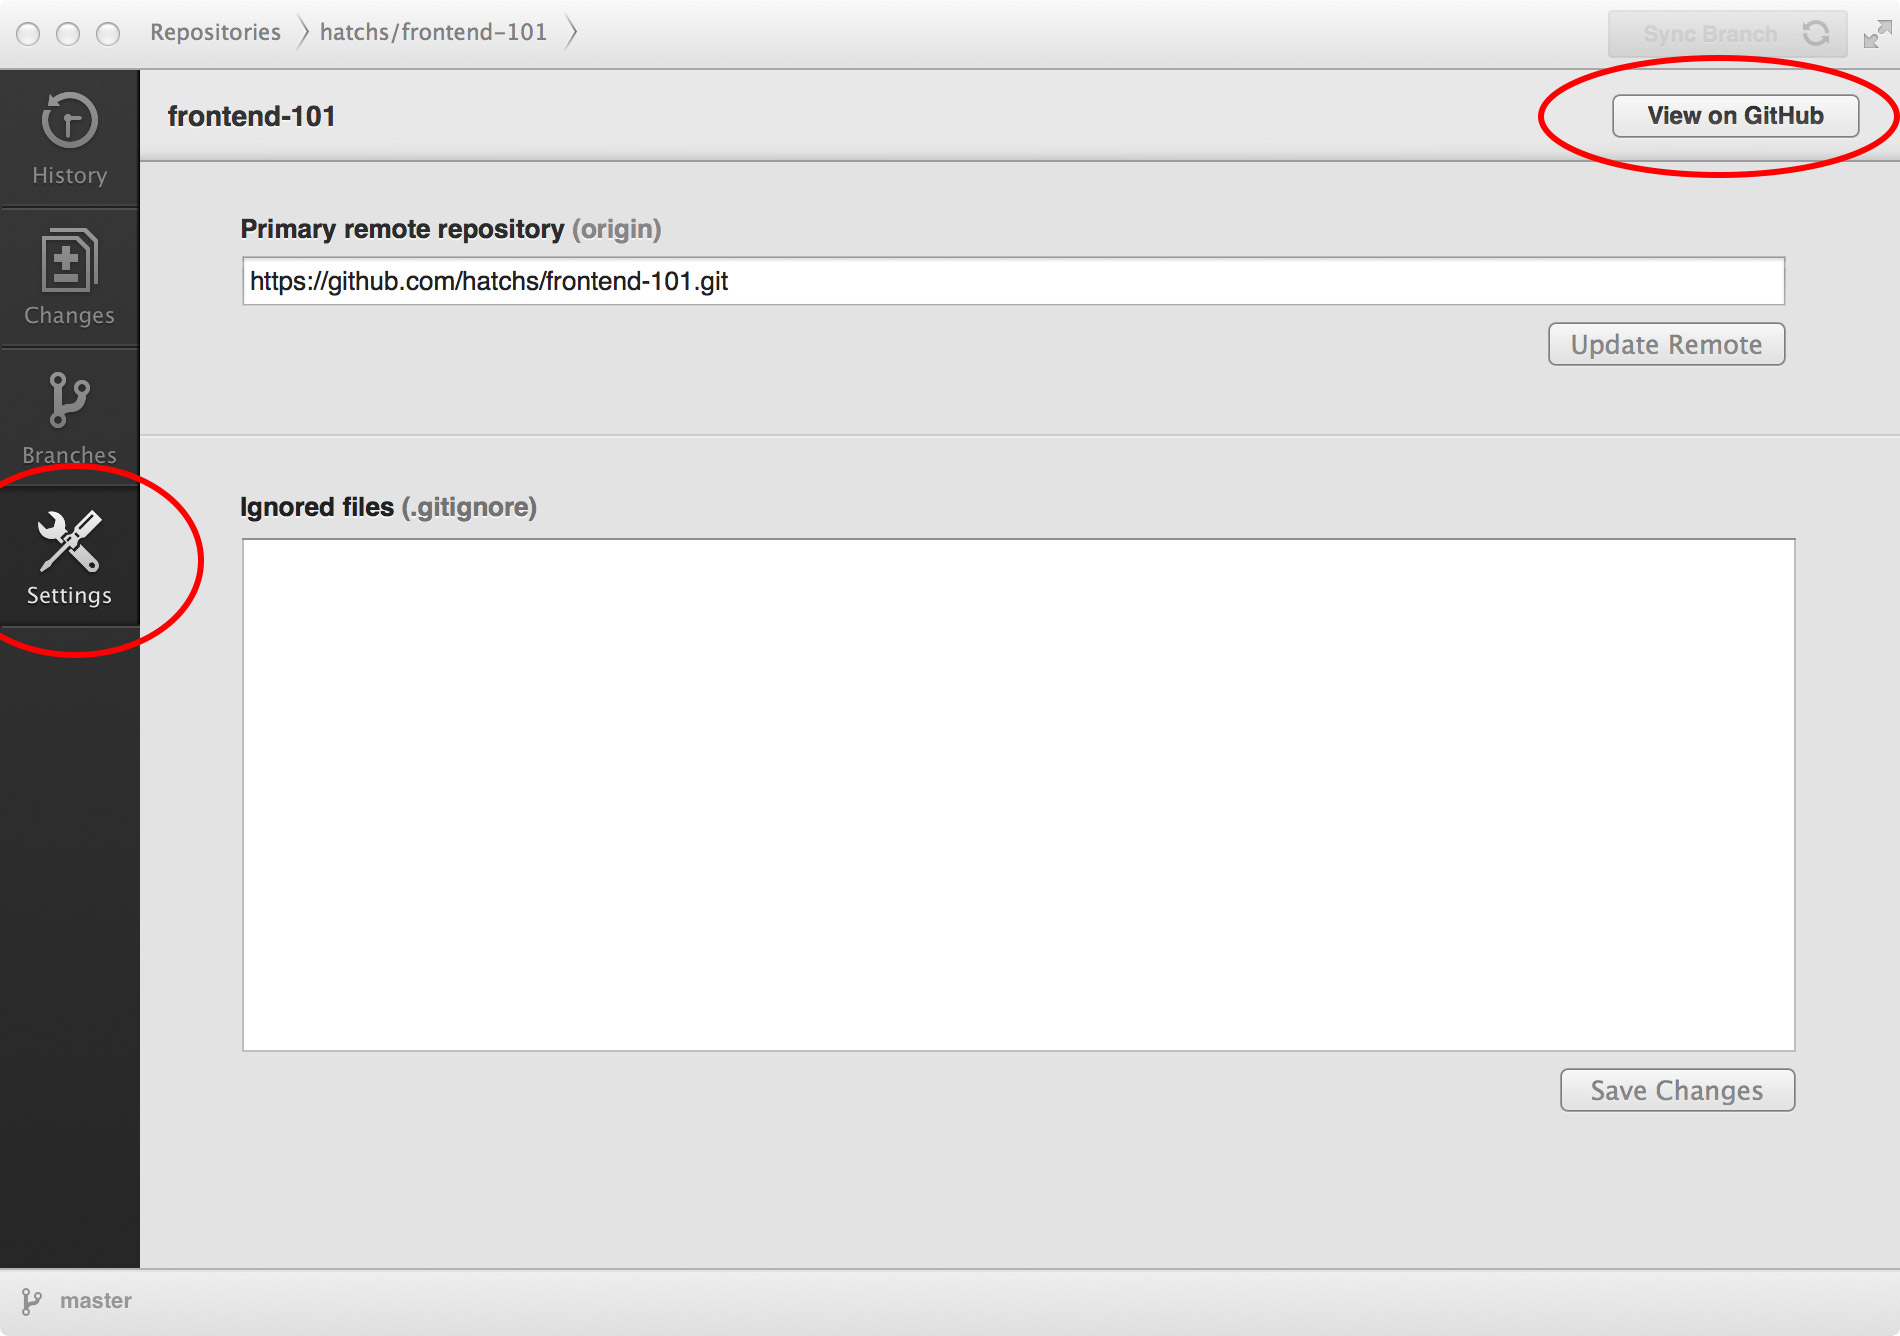 Repositories hatchs/frontend-101
Sync Branch
History
Changes
Branches
Settings
frontend-101
View on GitHub
Primary remote repository (origin)
https://github.com/hatchs/frontend-101.git
Update Remote
Ignored files (.gitignore)
Save Changes
master